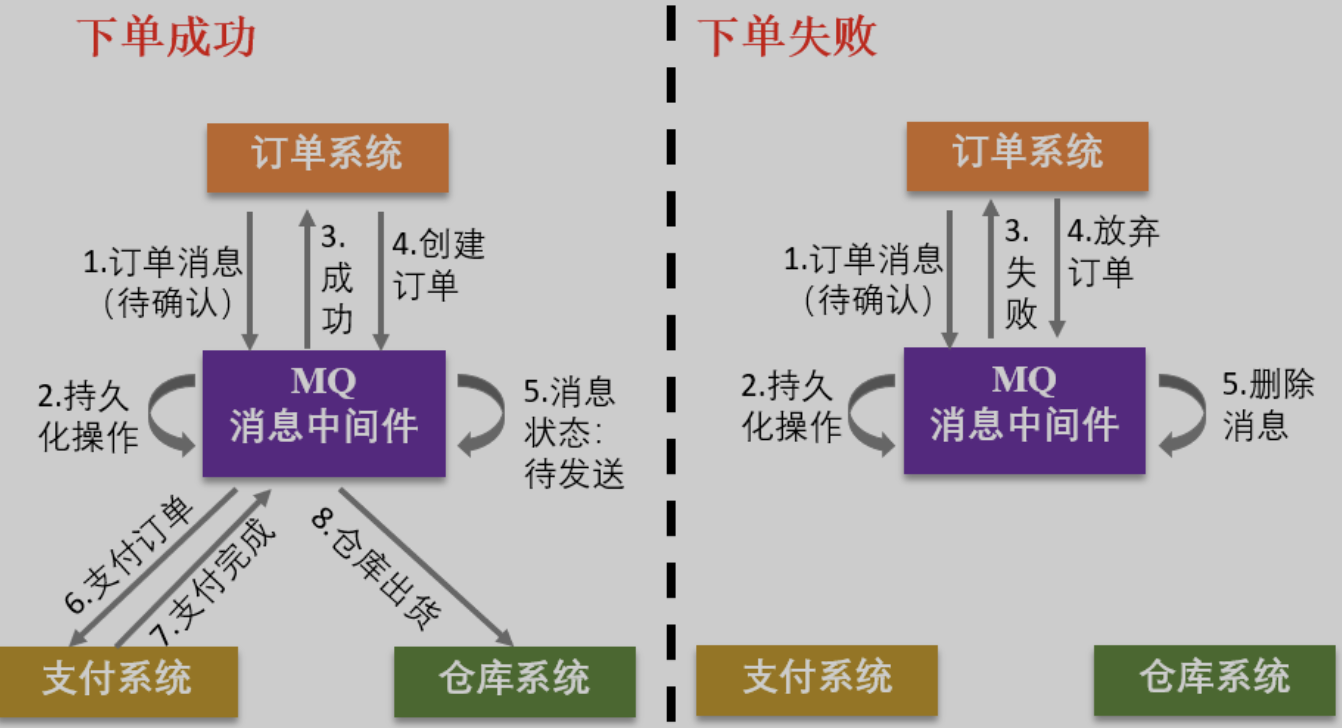 下单成功
订单系统
1.订单消息
（待确认）
3.
成
功
4.创建
订单
2.持久
化操作
MQ
消息中间件
5.消息
状态：
待发送
6.支付订单
7.支付完成
8.仓库出货
支付系统
仓库系统
下单失败
订单系统
1.订单消息
（待确认）
3.
失
败
4.放弃
订单
2.持久
化操作
MQ
消息中间件
5.删除
消息
支付系统
仓库系统